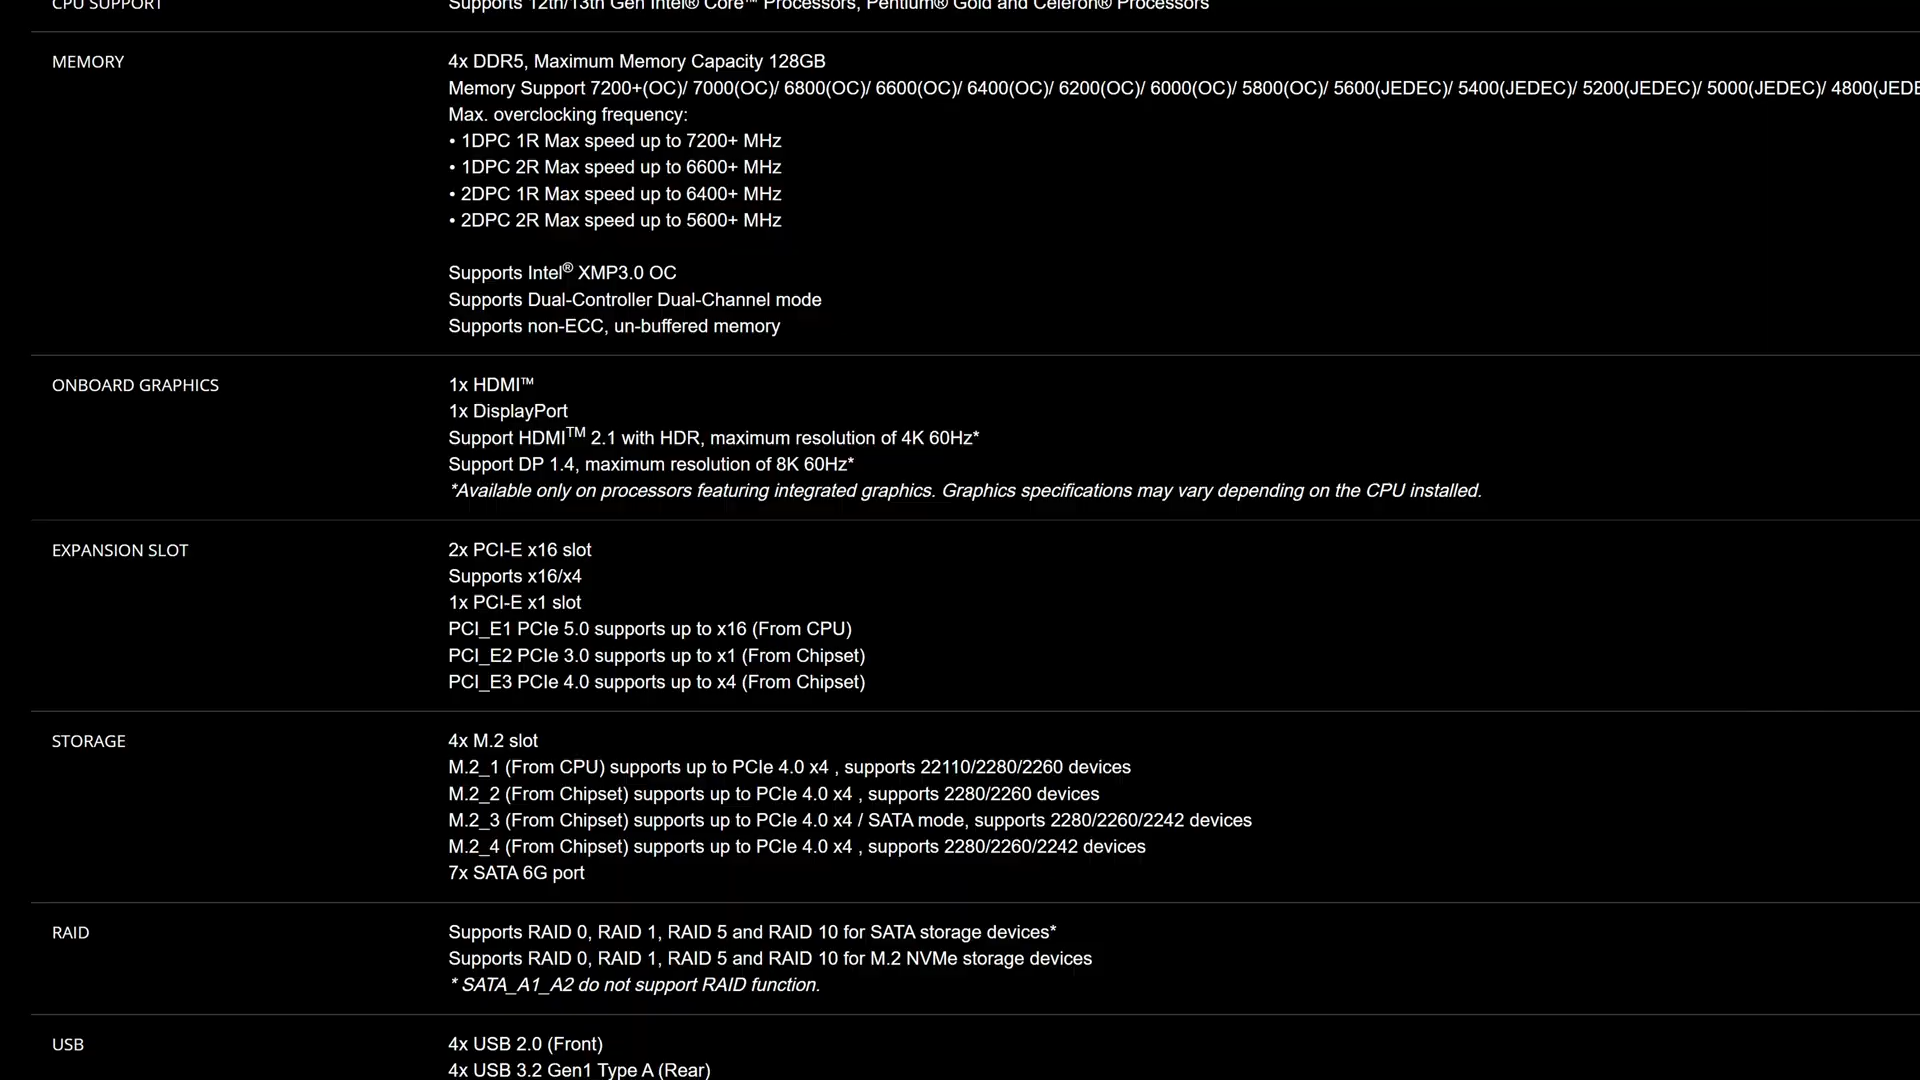 CPU SUPPORT
Supports 12th/13th Gen Intel® Core™ Processors, Pentium® Gold and Celeron® Processors
MEMORY
4x DDR5, Maximum Memory Capacity 128GB
Memory Support 7200+(OC)/ 7000(OC)/ 6800(OC)/ 6600(OC)/ 6400(OC)/ 6200(OC)/ 6000(OC)/ 5800(OC)/ 5600(JEDEC)/ 5400(JEDEC)/ 5200(JEDEC)/ 5000(JEDEC)/ 4800(JEDE
Max. overclocking frequency:
• 1DPC 1R Max speed up to 7200+ MHz
• 1DPC 2R Max speed up to 6600+ MHz
• 2DPC 1R Max speed up to 6400+ MHz
• 2DPC 2R Max speed up to 5600+ MHz
Supports Intel® XMP3.0 OC
Supports Dual-Controller Dual-Channel mode
Supports non-ECC, un-buffered memory
ONBOARD GRAPHICS
1x HDMI™
1x DisplayPort
Support HDMI™ 2.1 with HDR, maximum resolution of 4K 60Hz*
Support DP 1.4, maximum resolution of 8K 60Hz*
*Available only on processors featuring integrated graphics. Graphics specifications may vary depending on the CPU installed.
EXPANSION SLOT
2x PCI-E x16 slot
Supports x16/x4
1x PCI-E x1 slot
PCI_E1 PCIe 5.0 supports up to x16 (From CPU)
PCI_E2 PCIe 3.0 supports up to x1 (From Chipset)
PCI_E3 PCIe 4.0 supports up to x4 (From Chipset)
STORAGE
4x M.2 slot
M.2_1 (From CPU) supports up to PCIe 4.0 x4 , supports 22110/2280/2260 devices
M.2_2 (From Chipset) supports up to PCIe 4.0 x4 , supports 2280/2260 devices
M.2_3 (From Chipset) supports up to PCIe 4.0 x4 / SATA mode, supports 2280/2260/2242 devices
M.2_4 (From Chipset) supports up to PCIe 4.0 x4 , supports 2280/2260/2242 devices
7x SATA 6G port
RAID
Supports RAID 0, RAID 1, RAID 5 and RAID 10 for SATA storage devices*
Supports RAID 0, RAID 1, RAID 5 and RAID 10 for M.2 NVMe storage devices
* SATA_A1_A2 do not support RAID function.
USB
4x USB 2.0 (Front)
4x USB 3.2 Gen1 Type A (Rear)